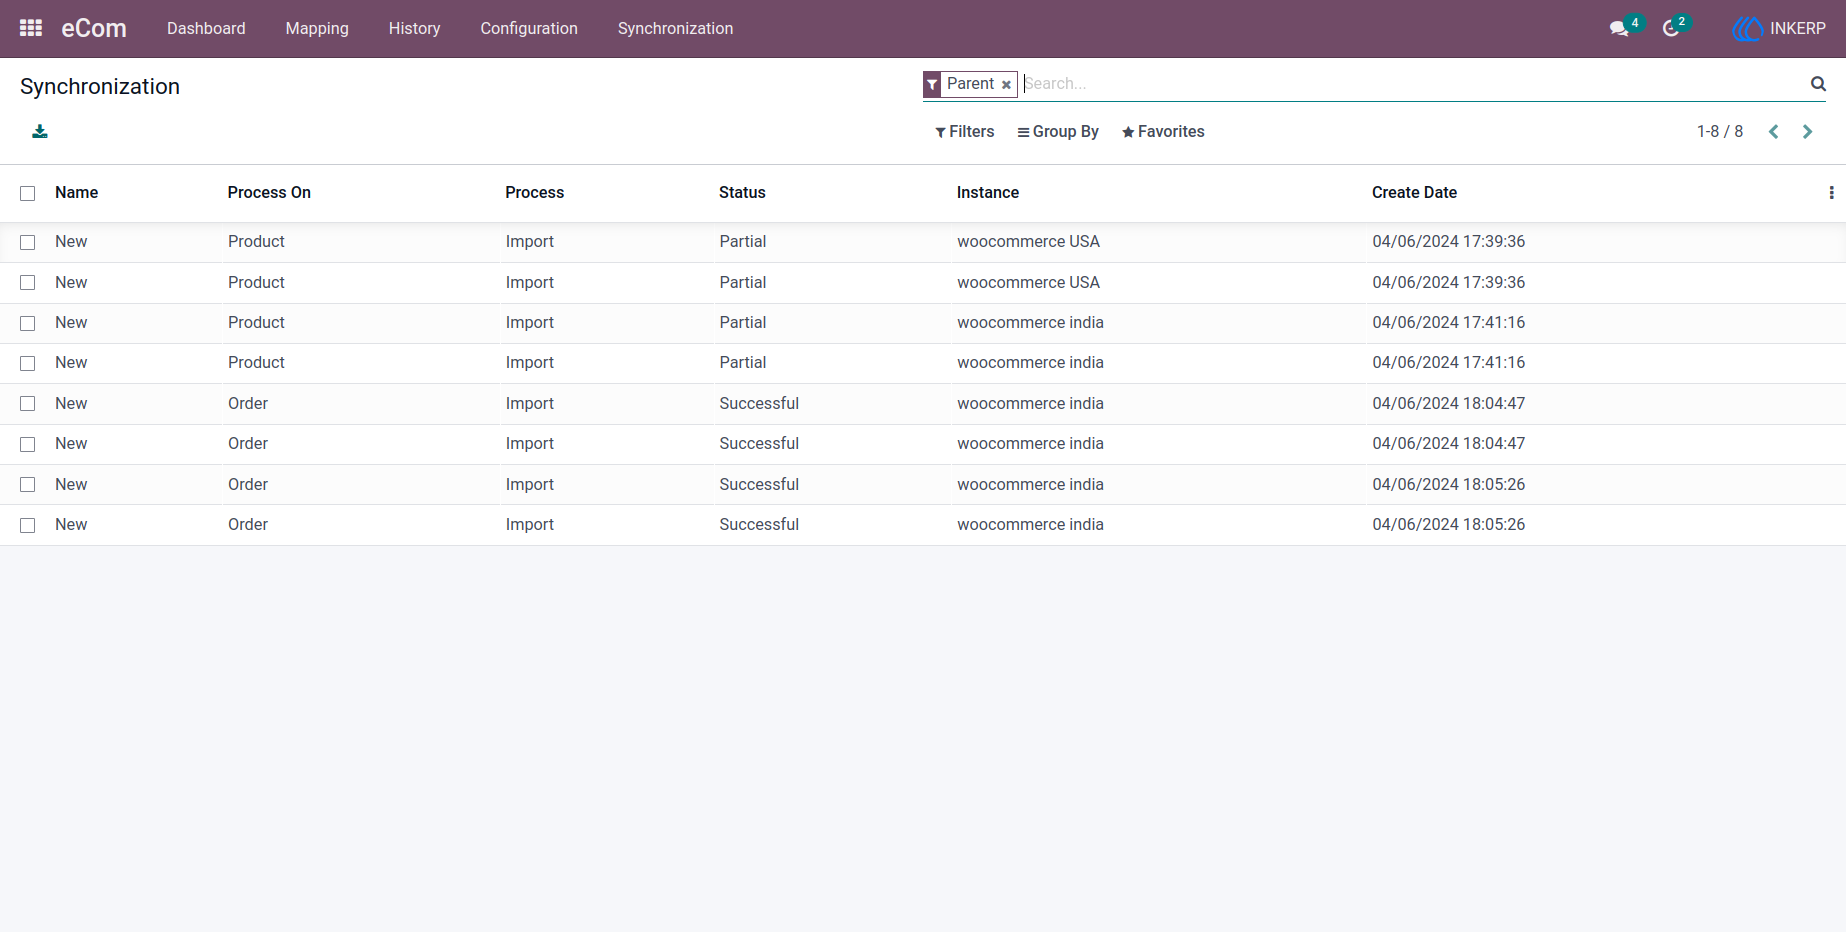 eCom Dashboard Mapping History Configuration Synchronization 4 2 INKERP
Synchronization Parent Search...
Filters Group By Favorites 1-8 / 8
Name Process On Process Status Instance Create Date
New Product Import Partial woocommerce USA 04/06/2024 17:39:36
New Product Import Partial woocommerce USA 04/06/2024 17:39:36
New Product Import Partial woocommerce india 04/06/2024 17:41:16
New Product Import Partial woocommerce india 04/06/2024 17:41:16
New Order Import Successful woocommerce india 04/06/2024 18:04:47
New Order Import Successful woocommerce india 04/06/2024 18:04:47
New Order Import Successful woocommerce india 04/06/2024 18:05:26
New Order Import Successful woocommerce india 04/06/2024 18:05:26